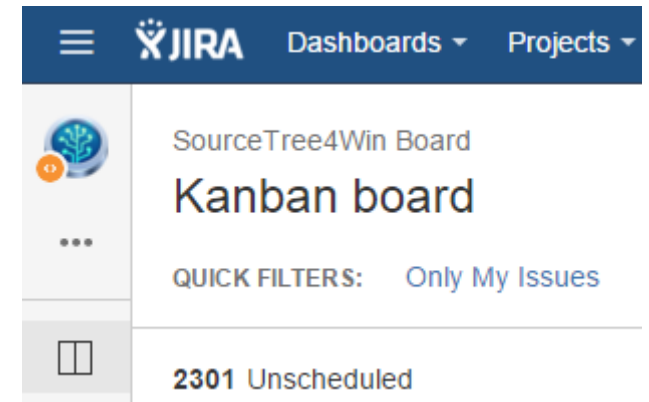 JIRA Dashboards Projects
SourceTree4Win Board
Kanban board
QUICK FILTERS: Only My Issues
2301 Unscheduled